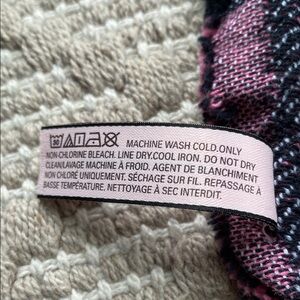 MACHINE WASH COLD.ONLY
NON-CHLORINE BLEACH. LINE DRY.COOL IRON. DO NOT DRY
CLEAN/LAVAGE MACHINE À FROID. AGENT DE BLANCHIMENT
NON CHLORÉ UNIQUEMENT. SÉCHAGE SUR FIL. REPASSAGE À
BASSE TEMPÉRATURE. NETTOYAGE À SEC INTERDIT.